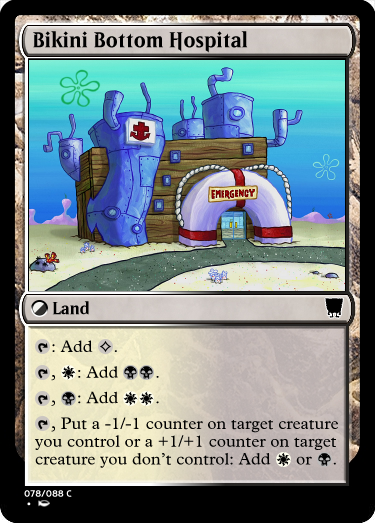 Bikini Bottom Hospital
EMERGENCY
Land
: Add .
, : Add .
, : Add .
, Put a -1/-1 counter on target creature
you control or a +1/+1 counter on target
creature you don't control: Add or .
078/088 C